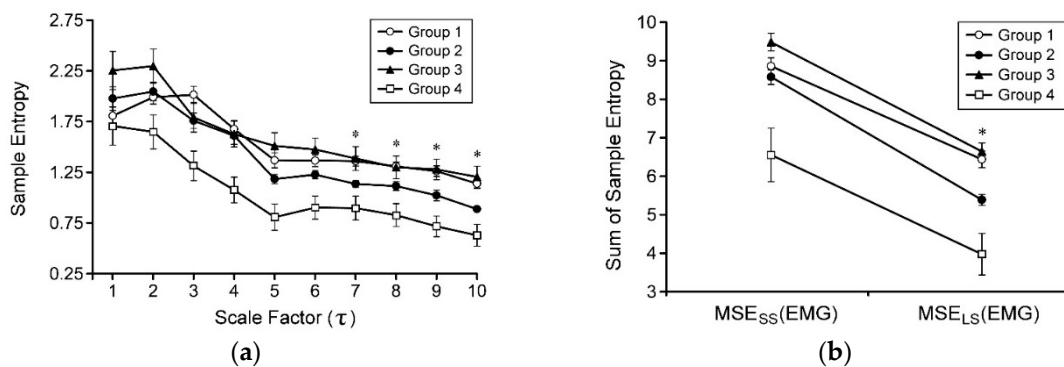 2.75
2.25
1.75
1.25
0.75
0.25
Sample Entropy
Group 1
Group 2
Group 3
Group 4
* * * *
1 2 3 4 5 6 7 8 9 10
Scale Factor (τ)
(a)
10
9
8
7
6
5
4
3
Sum of Sample Entropy
Group 1
Group 2
Group 3
Group 4
*
MSE_SS(EMG) MSE_LS(EMG)
(b)